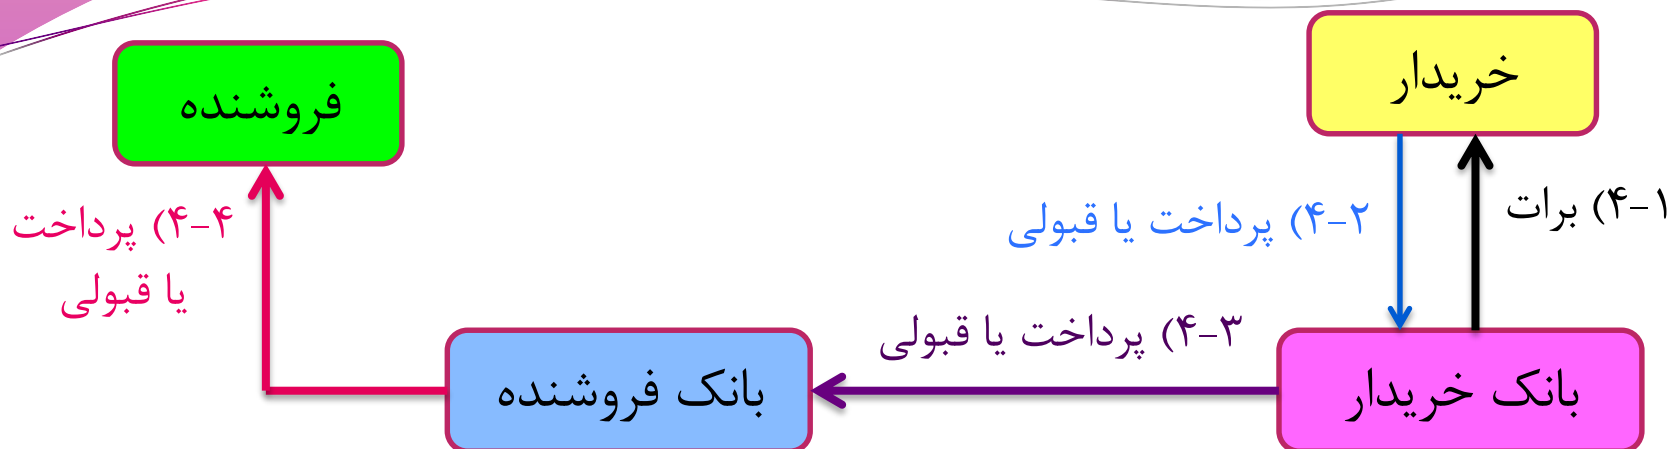 خریدار
فروشنده
۴-۱) برات
۴-۲) پرداخت یا قبولی
۴-۴) پرداخت
یا قبولی
۴-۳) پرداخت یا قبولی
بانک خریدار
بانک فروشنده